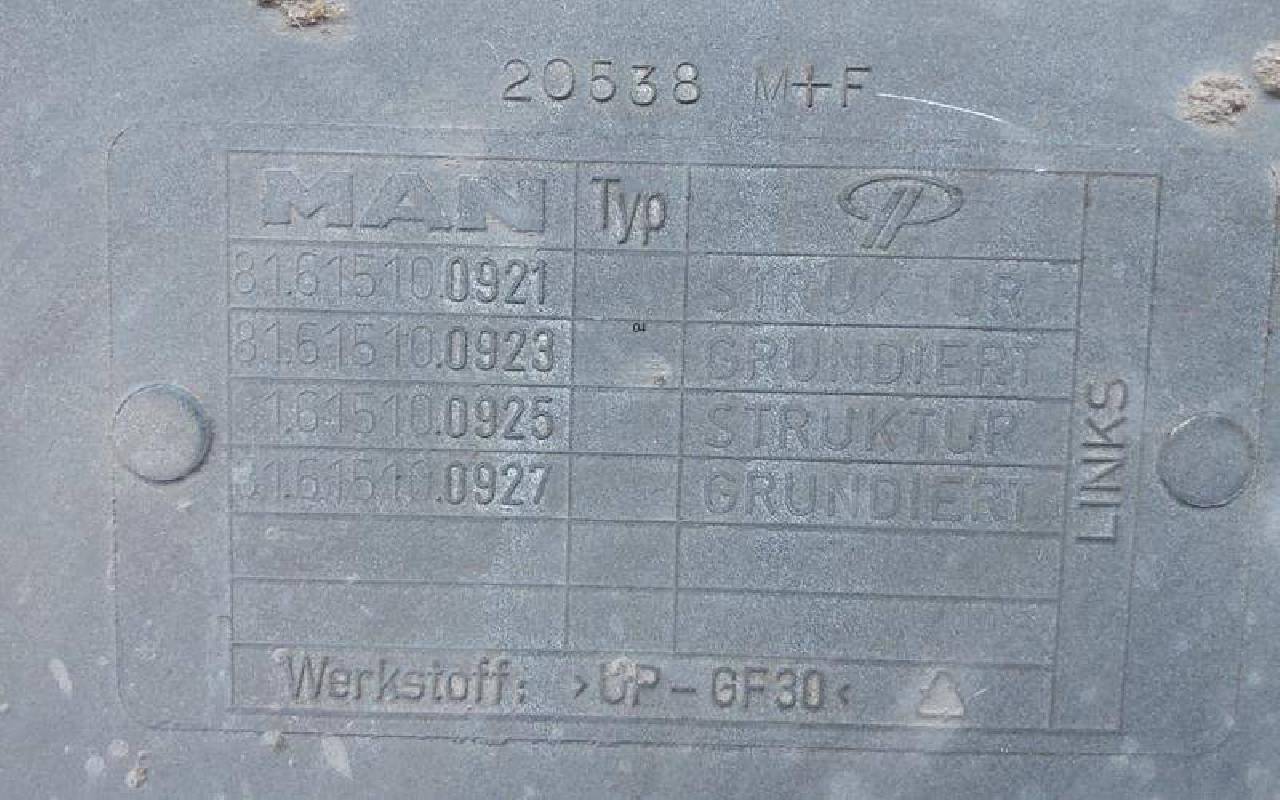 20538 M+F
MAN Typ
81.61510.0921 STRUKTUR
81.61510.0923 GRUNDIERT
81.61510.0925 STRUKTUR
81.61510.0927 GRUNDIERT
LINKS
Werkstoff: >UP-GF30<